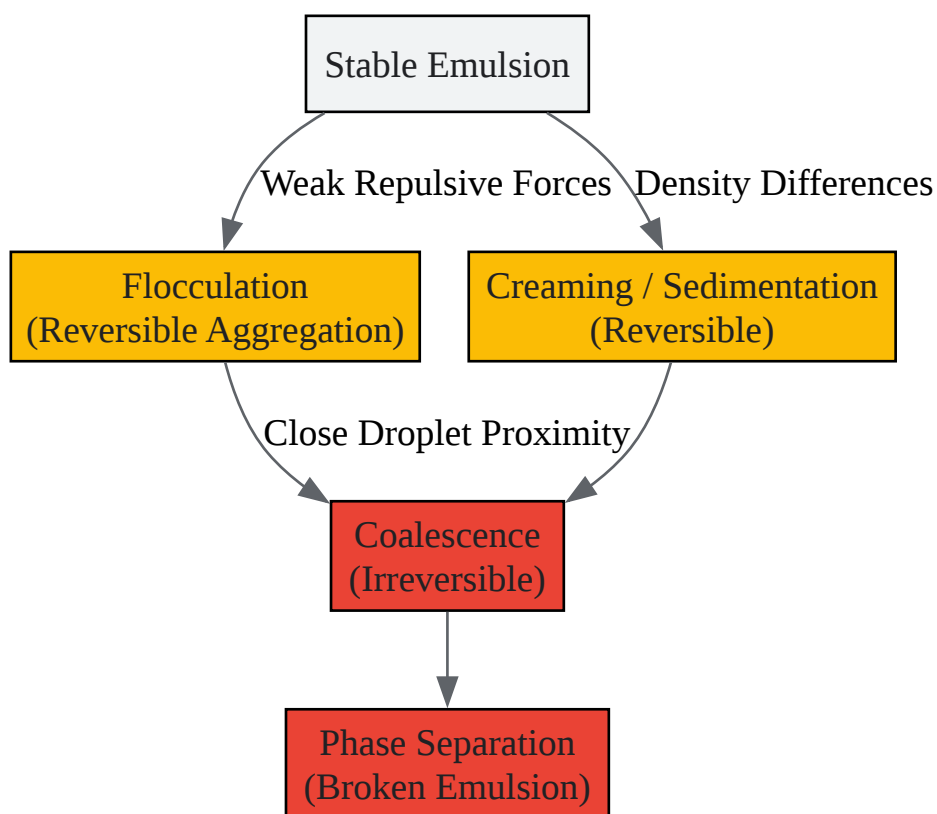 Stable Emulsion
Weak Repulsive Forces
Density Differences
Flocculation
(Reversible Aggregation)
Creaming / Sedimentation
(Reversible)
Close Droplet Proximity
Coalescence
(Irreversible)
Phase Separation
(Broken Emulsion)